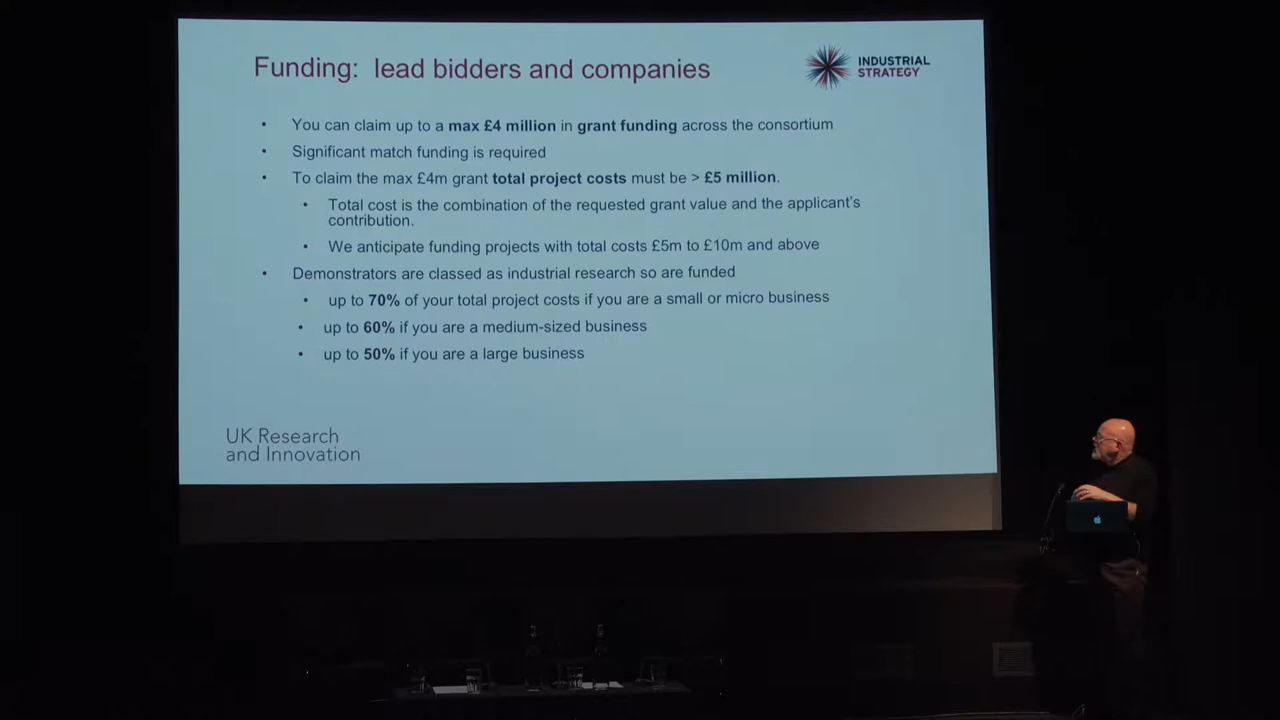 Funding: lead bidders and companies
INDUSTRIAL
STRATEGY
• You can claim up to a max £4 million in grant funding across the consortium
• Significant match funding is required
• To claim the max £4m grant total project costs must be > £5 million.
• Total cost is the combination of the requested grant value and the applicant's
contribution.
• We anticipate funding projects with total costs £5m to £10m and above
• Demonstrators are classed as industrial research so are funded
• up to 70% of your total project costs if you are a small or micro business
• up to 60% if you are a medium-sized business
• up to 50% if you are a large business
UK Research
and Innovation